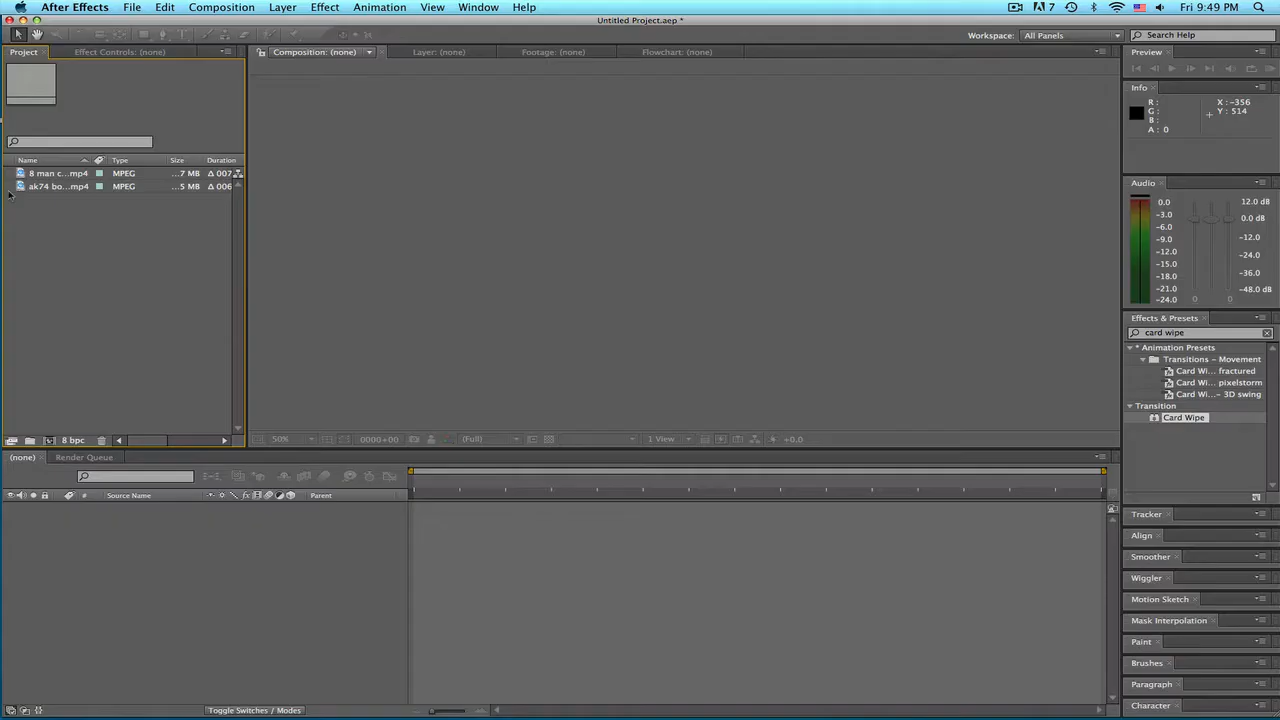 After Effects File Edit Composition Layer Effect Animation View Window Help 7 Fri 9:49 PM
Untitled Project.aep *
Workspace: All Panels Search Help
Project Effect Controls: (none) Composition: (none) Layer: (none) Footage: (none) Flowchart: (none) Preview
Info
R : X : -356
G : Y : 514
B :
A : 0
Name Type Size Duration
8 man c...mp4 MPEG ...7 MB Δ 007
ak74 bo...mp4 MPEG ...5 MB Δ 006
Audio
0.0 12.0 dB
-3.0 0.0 dB
-6.0
-9.0 -12.0
-12.0
-15.0 -24.0
-18.0 -36.0
-21.0 -48.0 dB
-24.0 0 0
Effects & Presets
card wipe
* Animation Presets
Transitions – Movement
Card Wi... fractured
Card Wi... pixelstorm
Card Wi...– 3D swing
Transition
Card Wipe
8 bpc 50% 0000+00 (Full) 1 View +0.0
(none) Render Queue
# Source Name fx Parent
Tracker
Align
Smoother
Wiggler
Motion Sketch
Mask Interpolation
Paint
Brushes
Paragraph
Character
Toggle Switches / Modes